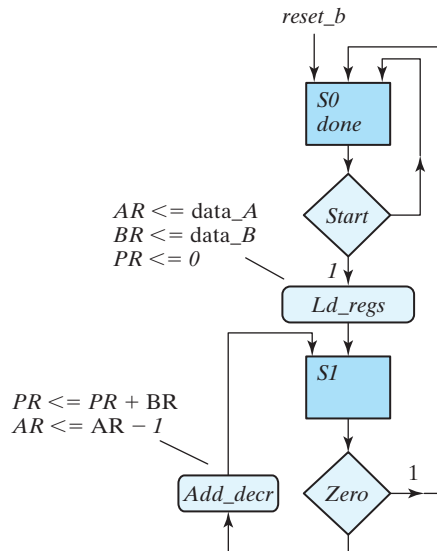 reset_b
S0
done
Start
AR <= data_A
BR <= data_B
PR <= 0
1
Ld_regs
S1
PR <= PR + BR
AR <= AR − 1
Add_decr
Zero
1